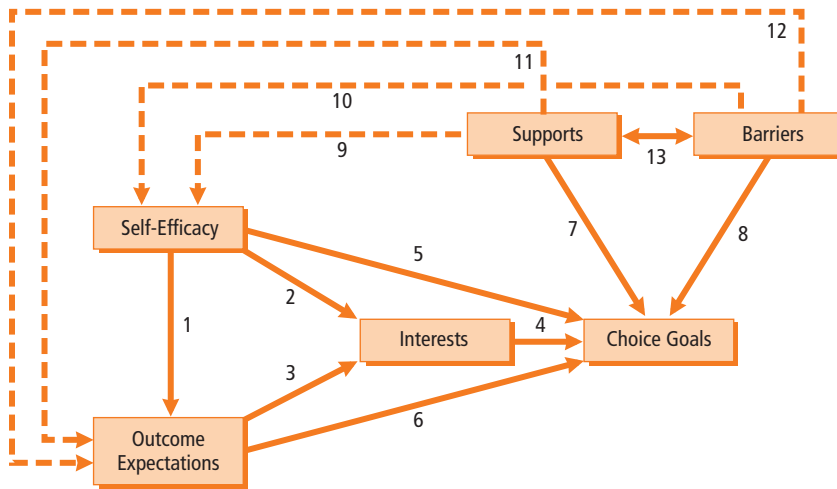 12
11
10
Supports
Barriers
9
13
Self-Efficacy
7
8
5
2
1
Interests
4
Choice Goals
3
6
Outcome
Expectations